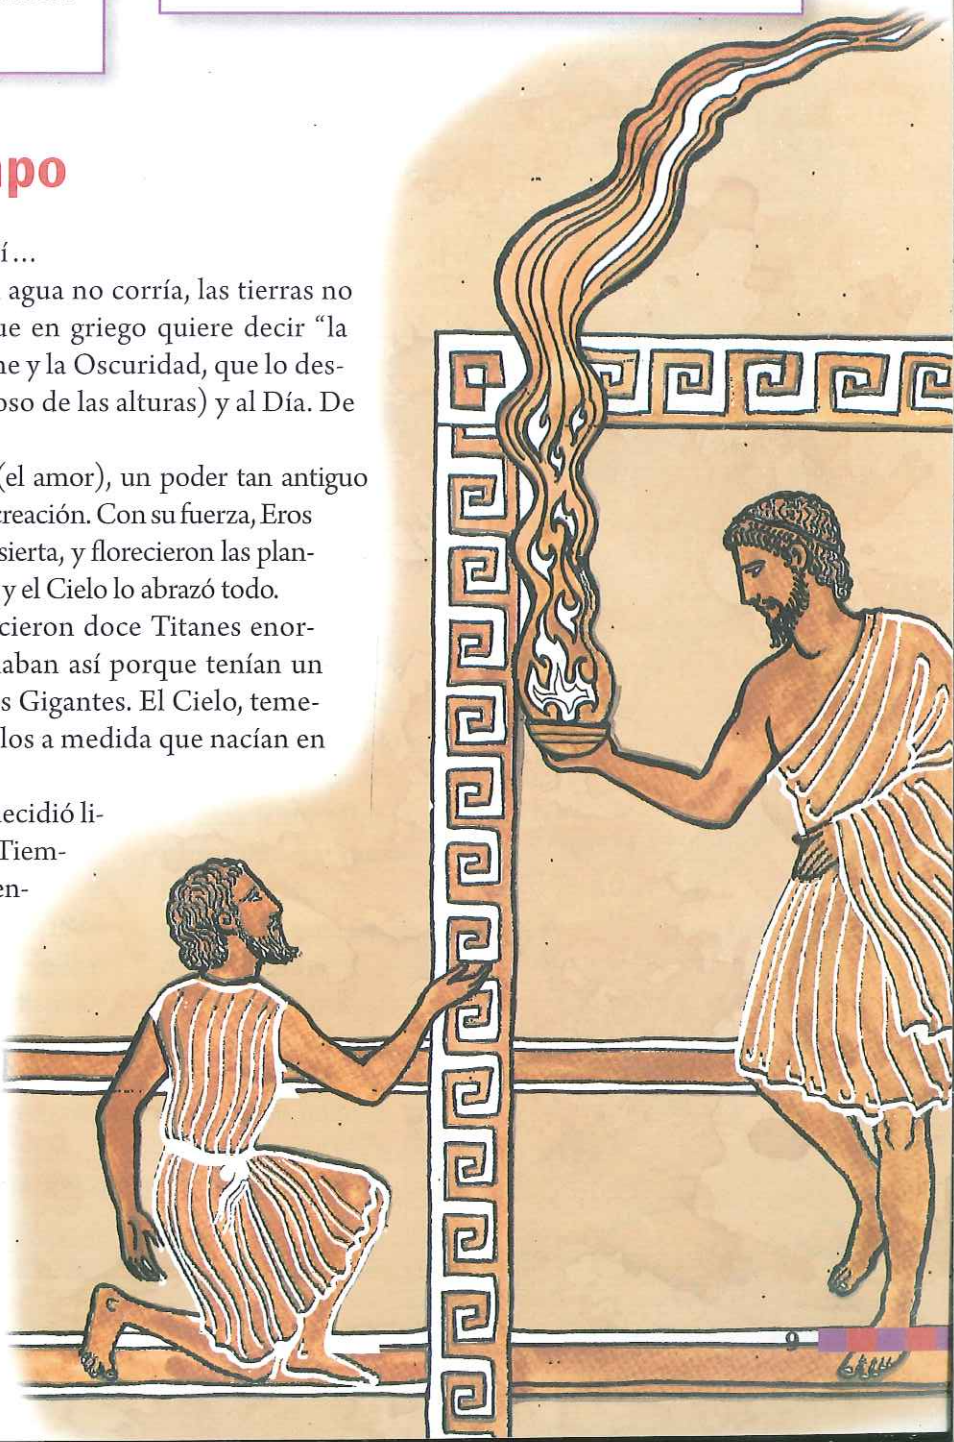 po
í...
agua no corría, las tierras no
ue en griego quiere decir “la
e y la Oscuridad, que lo des-
oso de las alturas) y al Día. De
(el amor), un poder tan antiguo
creación. Con su fuerza, Eros
sierta, y florecieron las plan-
y el Cielo lo abrazó todo.
cieron doce Titanes enor-
aban así porque tenían un
s Gigantes. El Cielo, teme-
los a medida que nacían en
ecidió li-
Tiem-
en-
9